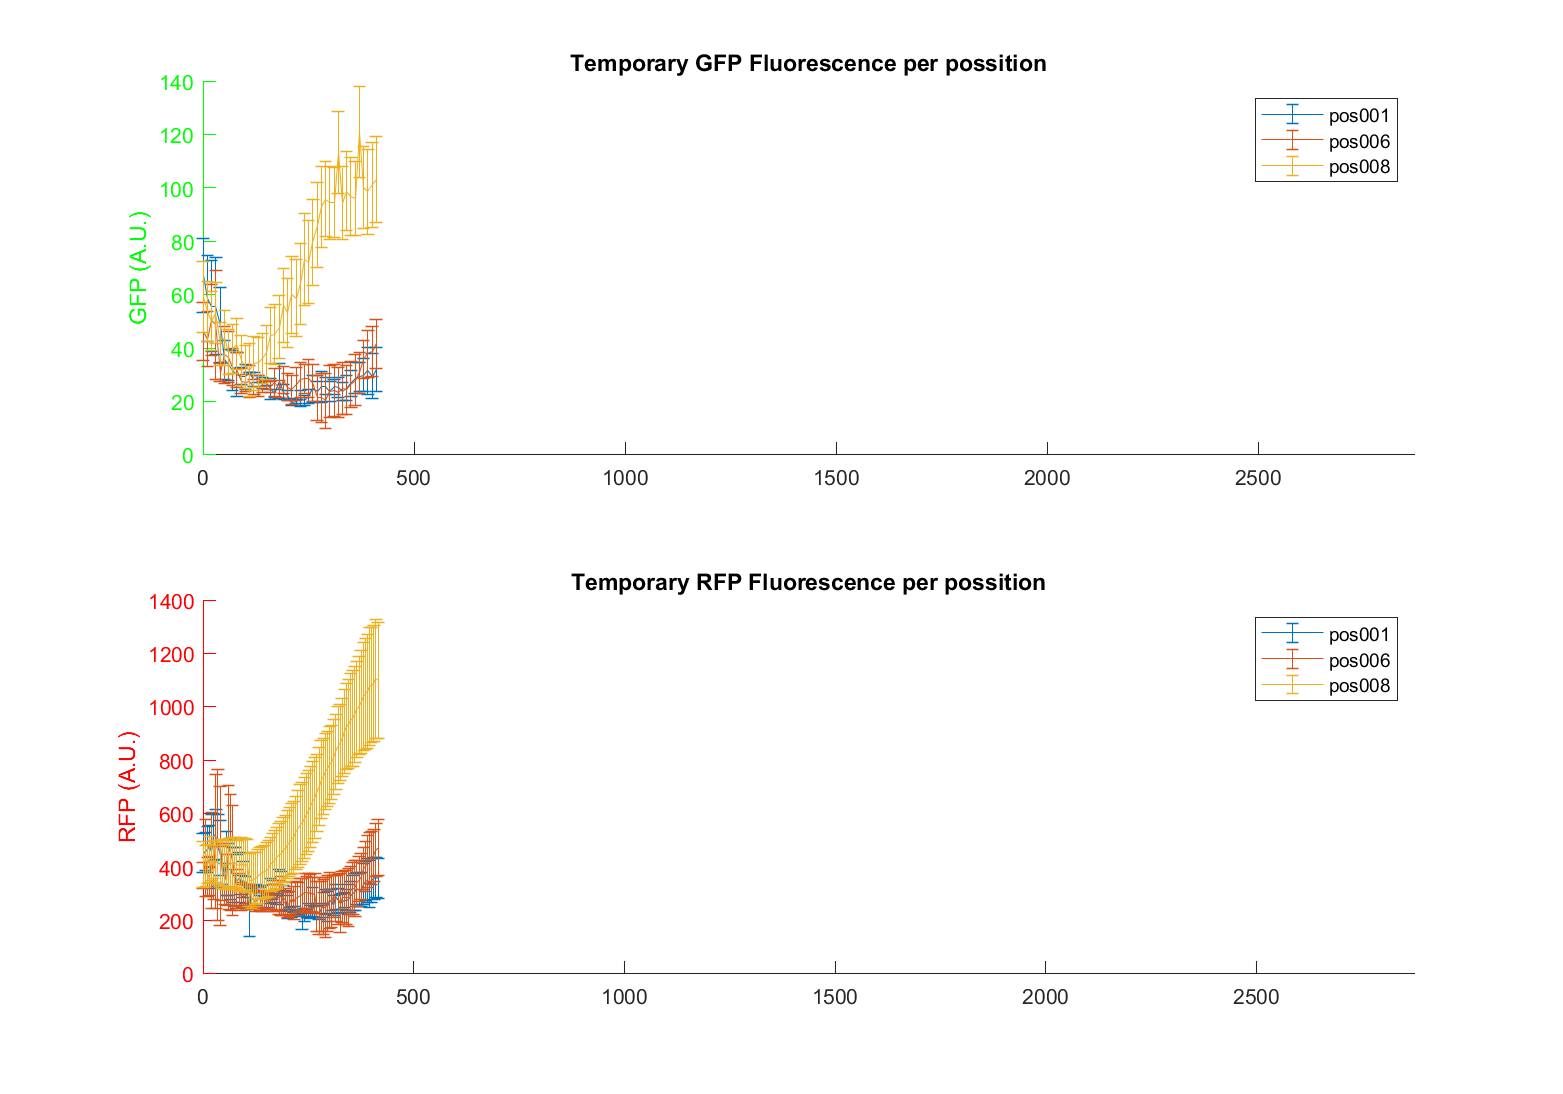 Temporary GFP Fluorescence per possition
140
120
100
80
60
40
20
0
GFP (A.U.)
pos001
pos006
pos008
0 500 1000 1500 2000 2500
Temporary RFP Fluorescence per possition
1400
1200
1000
800
600
400
200
0
RFP (A.U.)
pos001
pos006
pos008
0 500 1000 1500 2000 2500